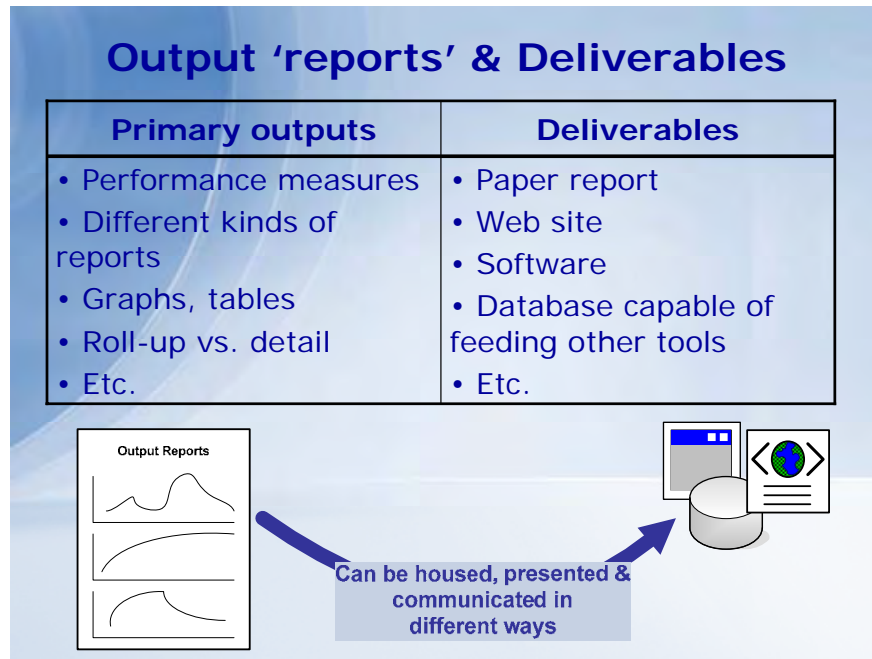 Output ‘reports’ & Deliverables
Primary outputs
• Performance measures
• Different kinds of
reports
• Graphs, tables
• Roll-up vs. detail
• Etc.
Deliverables
• Paper report
• Web site
• Software
• Database capable of
feeding other tools
• Etc.
Output Reports
Can be housed, presented &
communicated in
different ways